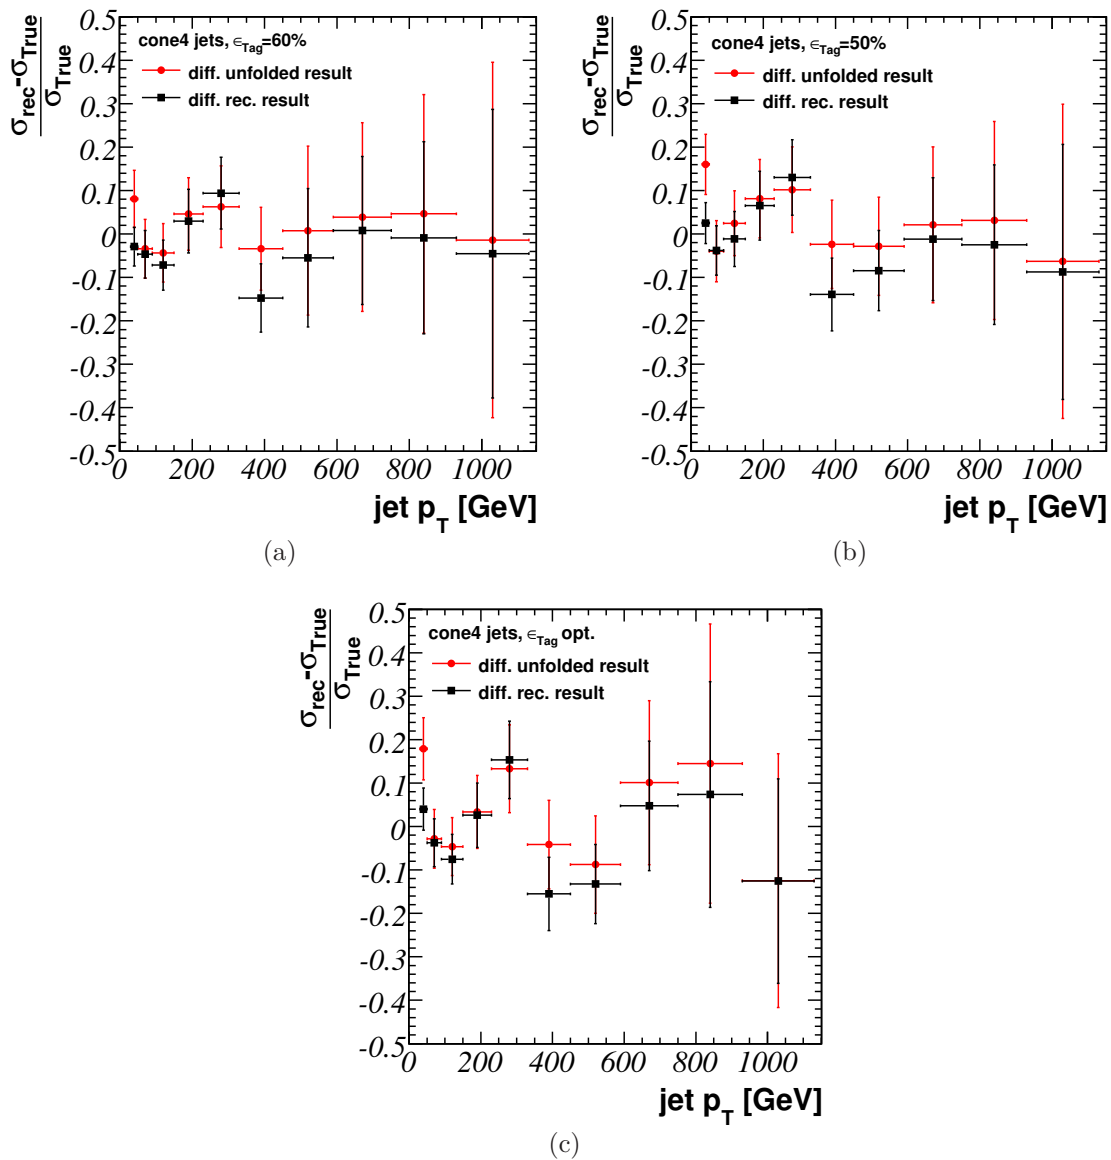 cone4 jets, ϵTag=60%
diff. unfolded result
diff. rec. result
σrec-σTrue
σTrue
0.5
0.4
0.3
0.2
0.1
0
-0.1
-0.2
-0.3
-0.4
-0.5
0 200 400 600 800 1000
jet pT [GeV]
(a)
cone4 jets, ϵTag=50%
diff. unfolded result
diff. rec. result
σrec-σTrue
σTrue
0.5
0.4
0.3
0.2
0.1
0
-0.1
-0.2
-0.3
-0.4
-0.5
0 200 400 600 800 1000
jet pT [GeV]
(b)
cone4 jets, ϵTag opt.
diff. unfolded result
diff. rec. result
σrec-σTrue
σTrue
0.5
0.4
0.3
0.2
0.1
0
-0.1
-0.2
-0.3
-0.4
-0.5
0 200 400 600 800 1000
jet pT [GeV]
(c)